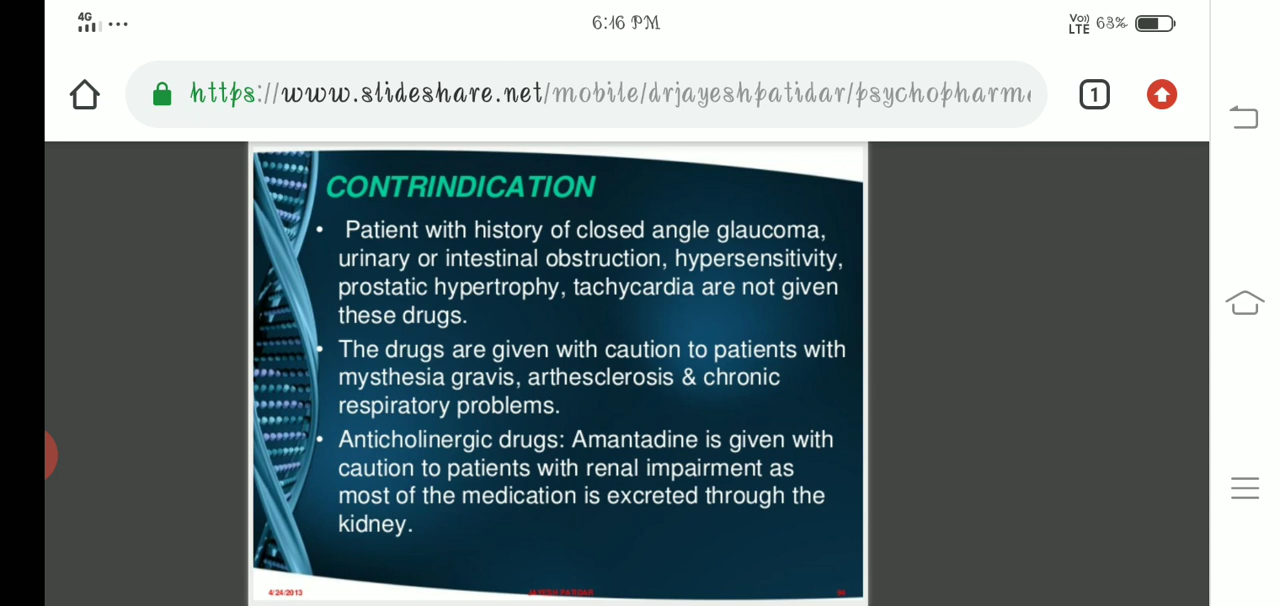 4G
6:16 PM
Vo)) LTE 63%
https://www.slideshare.net/mobile/drjayeshpatidar/psychopharm
1
CONTRINDICATION
• Patient with history of closed angle glaucoma,
urinary or intestinal obstruction, hypersensitivity,
prostatic hypertrophy, tachycardia are not given
these drugs.
• The drugs are given with caution to patients with
mysthesia gravis, arthesclerosis & chronic
respiratory problems.
• Anticholinergic drugs: Amantadine is given with
caution to patients with renal impairment as
most of the medication is excreted through the
kidney.
4/24/2013 JAYESH PATIDAR